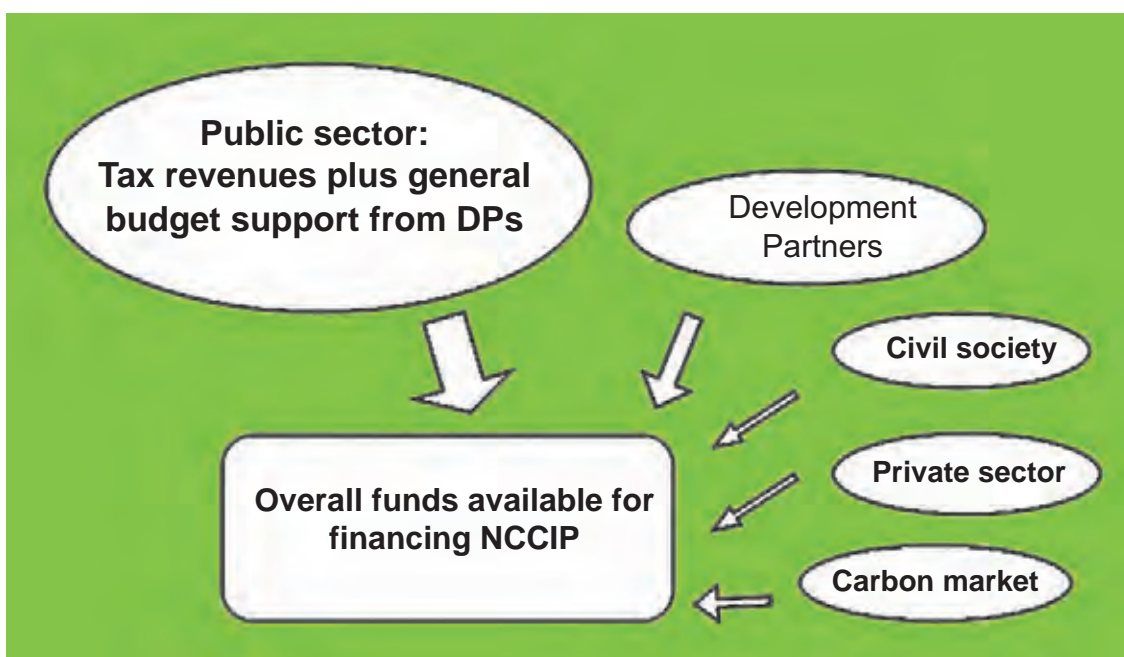 Public sector:
Tax revenues plus general
budget support from DPs
Development
Partners
Civil society
Private sector
Overall funds available for
financing NCCIP
Carbon market